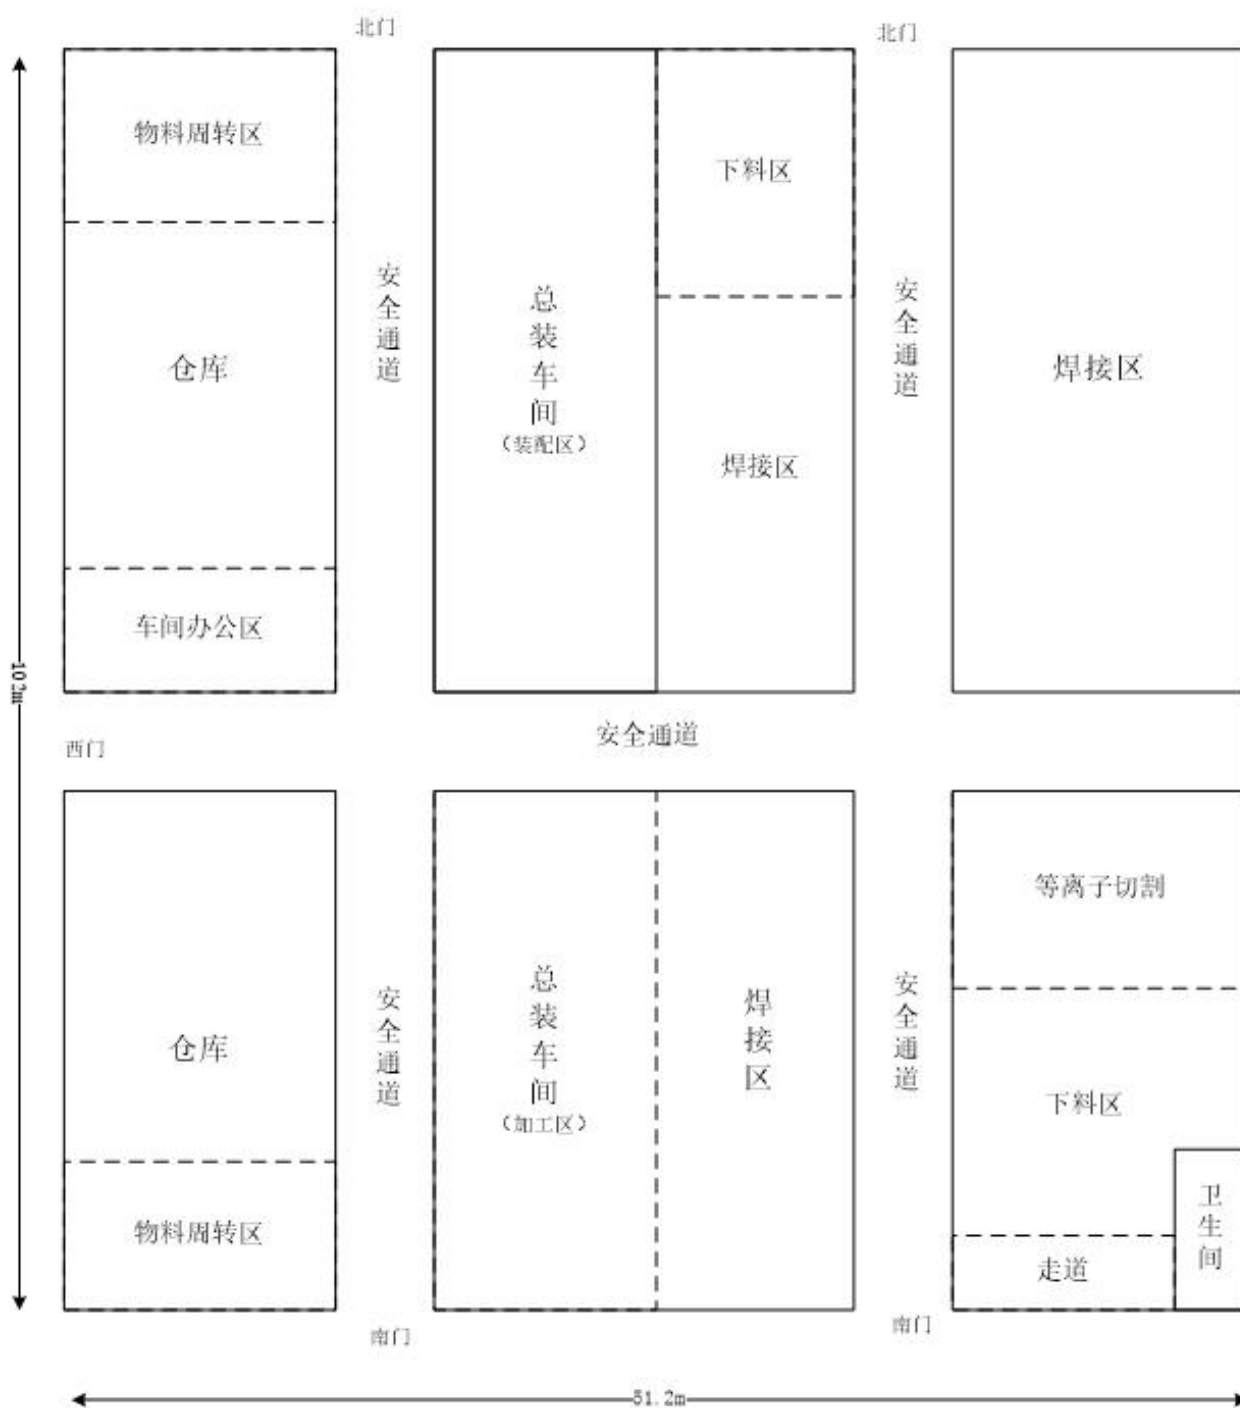 北门
北门
物料周转区
仓库
车间办公区
安全通道
总装车间
（装配区）
下料区
焊接区
安全通道
焊接区
102m
西门
安全通道
仓库
物料周转区
安全通道
总装车间
（加工区）
焊接区
安全通道
等离子切割
下料区
卫生间
走道
南门
南门
51.2m